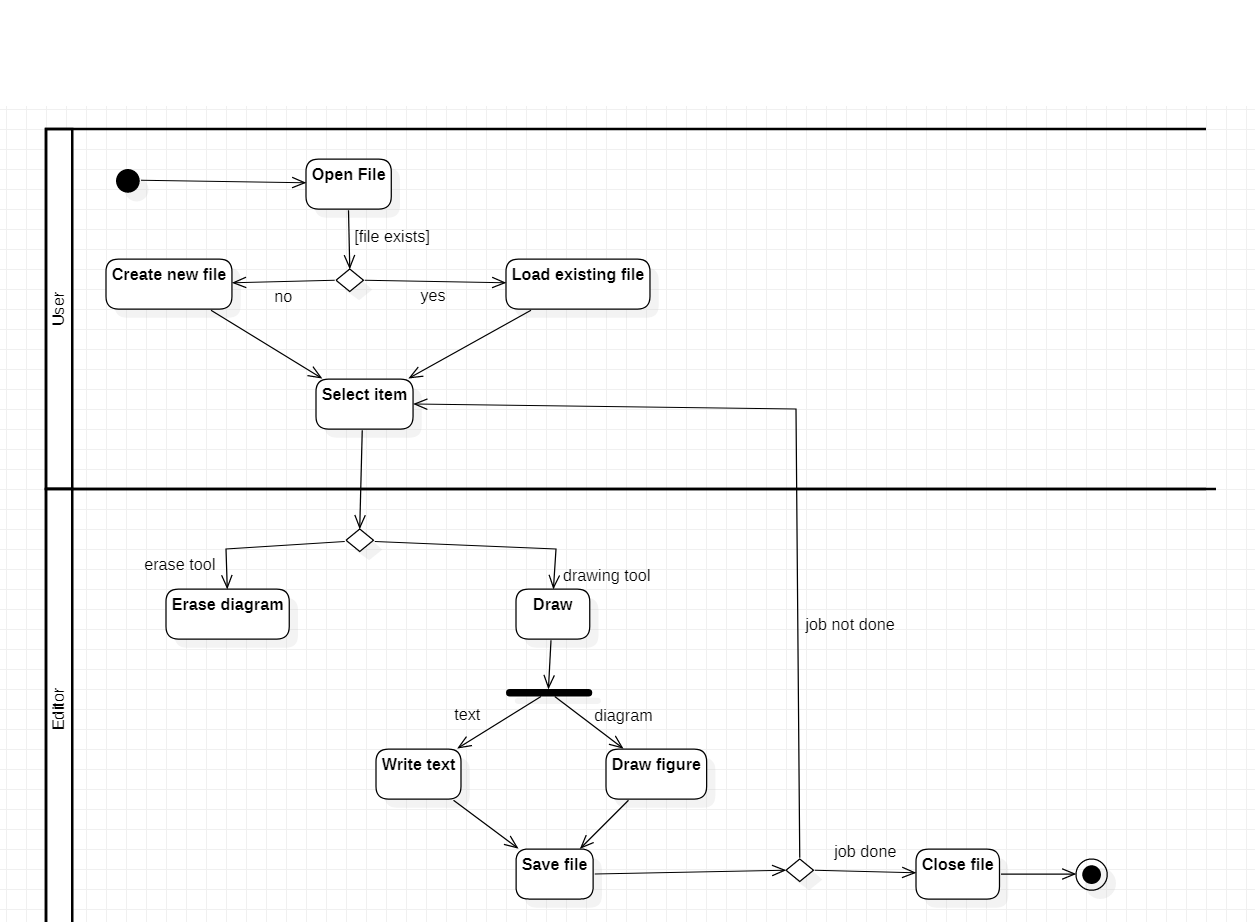 User
Open File
[file exists]
Create new file
Load existing file
no
yes
Select item
Editor
erase tool
drawing tool
Erase diagram
Draw
job not done
text
diagram
Write text
Draw figure
job done
Save file
Close file